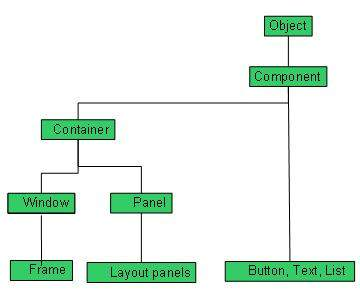 Object
Component
Container
Window
Panel
Frame
Layout panels
Button, Text, List